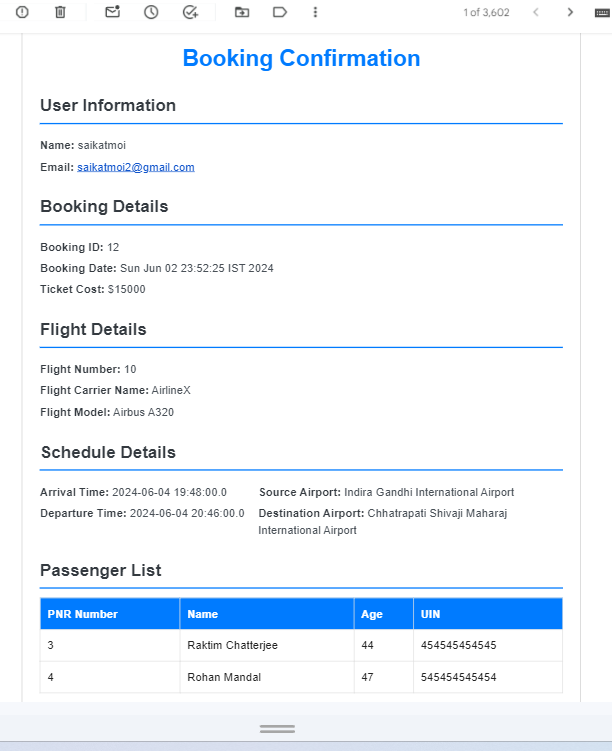 1 of 3,602
Booking Confirmation
User Information
Name: saikatmoi
Email: saikatmoi2@gmail.com
Booking Details
Booking ID: 12
Booking Date: Sun Jun 02 23:52:25 IST 2024
Ticket Cost: $15000
Flight Details
Flight Number: 10
Flight Carrier Name: AirlineX
Flight Model: Airbus A320
Schedule Details
Arrival Time: 2024-06-04 19:48:00.0
Departure Time: 2024-06-04 20:46:00.0
Source Airport: Indira Gandhi International Airport
Destination Airport: Chhatrapati Shivaji Maharaj
International Airport
Passenger List
PNR Number Name Age UIN
3 Raktim Chatterjee 44 454545454545
4 Rohan Mandal 47 545454545454